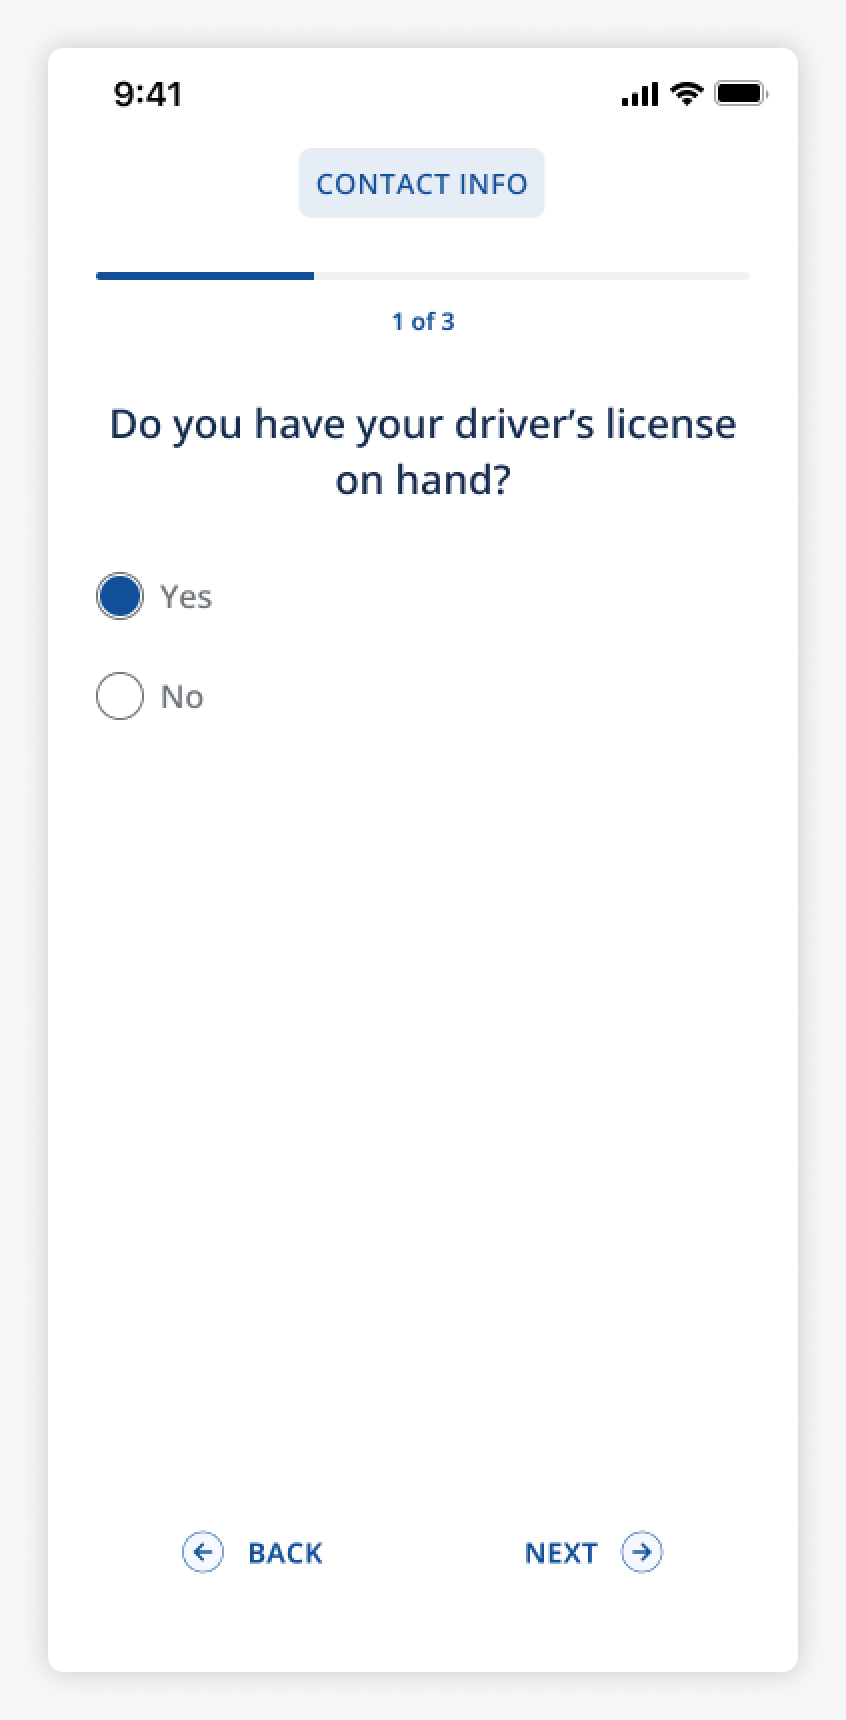 9:41
CONTACT INFO
1 of 3
Do you have your driver’s license
on hand?
Yes
No
BACK
NEXT